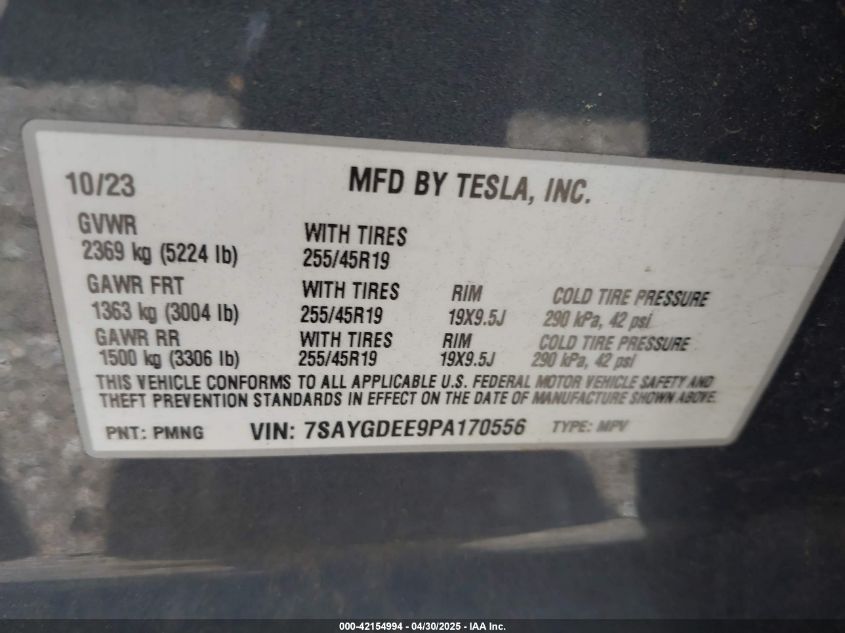 10/23 MFD BY TESLA, INC.
GVWR
2369 kg (5224 lb) WITH TIRES 255/45R19
GAWR FRT WITH TIRES RIM COLD TIRE PRESSURE
1363 kg (3004 lb) 255/45R19 19X9.5J 290 kPa, 42 psi
GAWR RR WITH TIRES RIM COLD TIRE PRESSURE
1500 kg (3306 lb) 255/45R19 19X9.5J 290 kPa, 42 psi
THIS VEHICLE CONFORMS TO ALL APPLICABLE U.S. FEDERAL MOTOR VEHICLE SAFETY AND
THEFT PREVENTION STANDARDS IN EFFECT ON THE DATE OF MANUFACTURE SHOWN ABOVE.
PNT: PMNG VIN: 7SAYGDEE9PA170556 TYPE: MPV
000-42154994 - 04/30/2025 - IAA Inc.